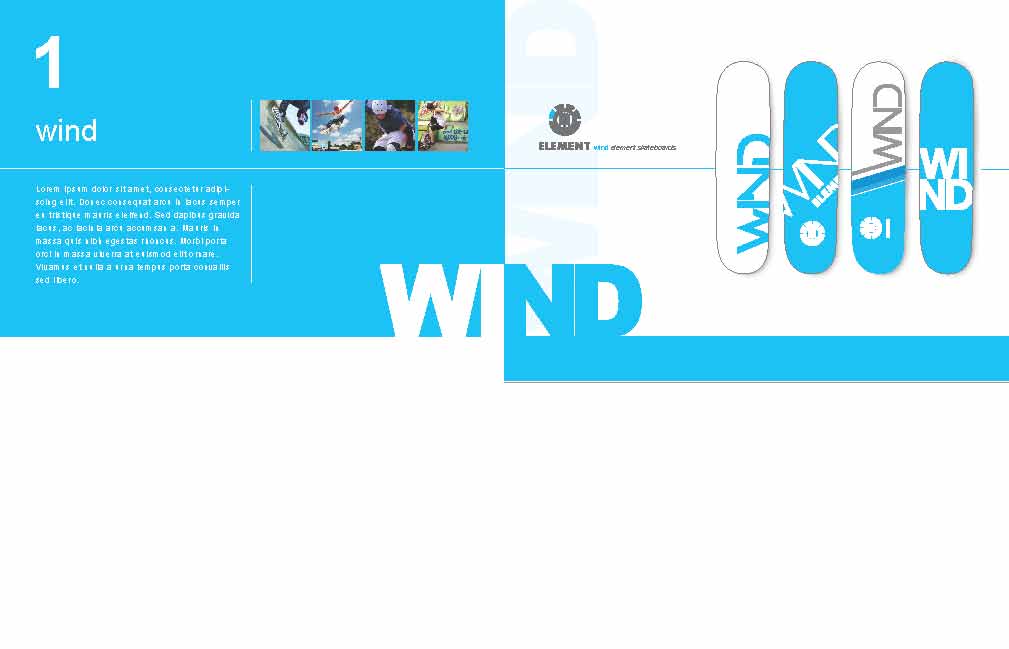 1
wind
Lorem ipsum dolor sit amet, consectetur adipi-
scing elit. Donec consequat arcu in lacus semper
eu tristique mauris eleifend. Sed dapibus gravida
lacus, ac lacinia arcu accumsan a. Mauris in
massa quis nibh egestas rhoncus. Morbi porta
orci in massa viverra at euismod elit ornare.
Vivamus et nulla a urna tempus porta convallis
sed libero.
WIND
WIND
ELEMENT wind element skateboards
WIND
WIND
ELEM
WIND
WI
ND